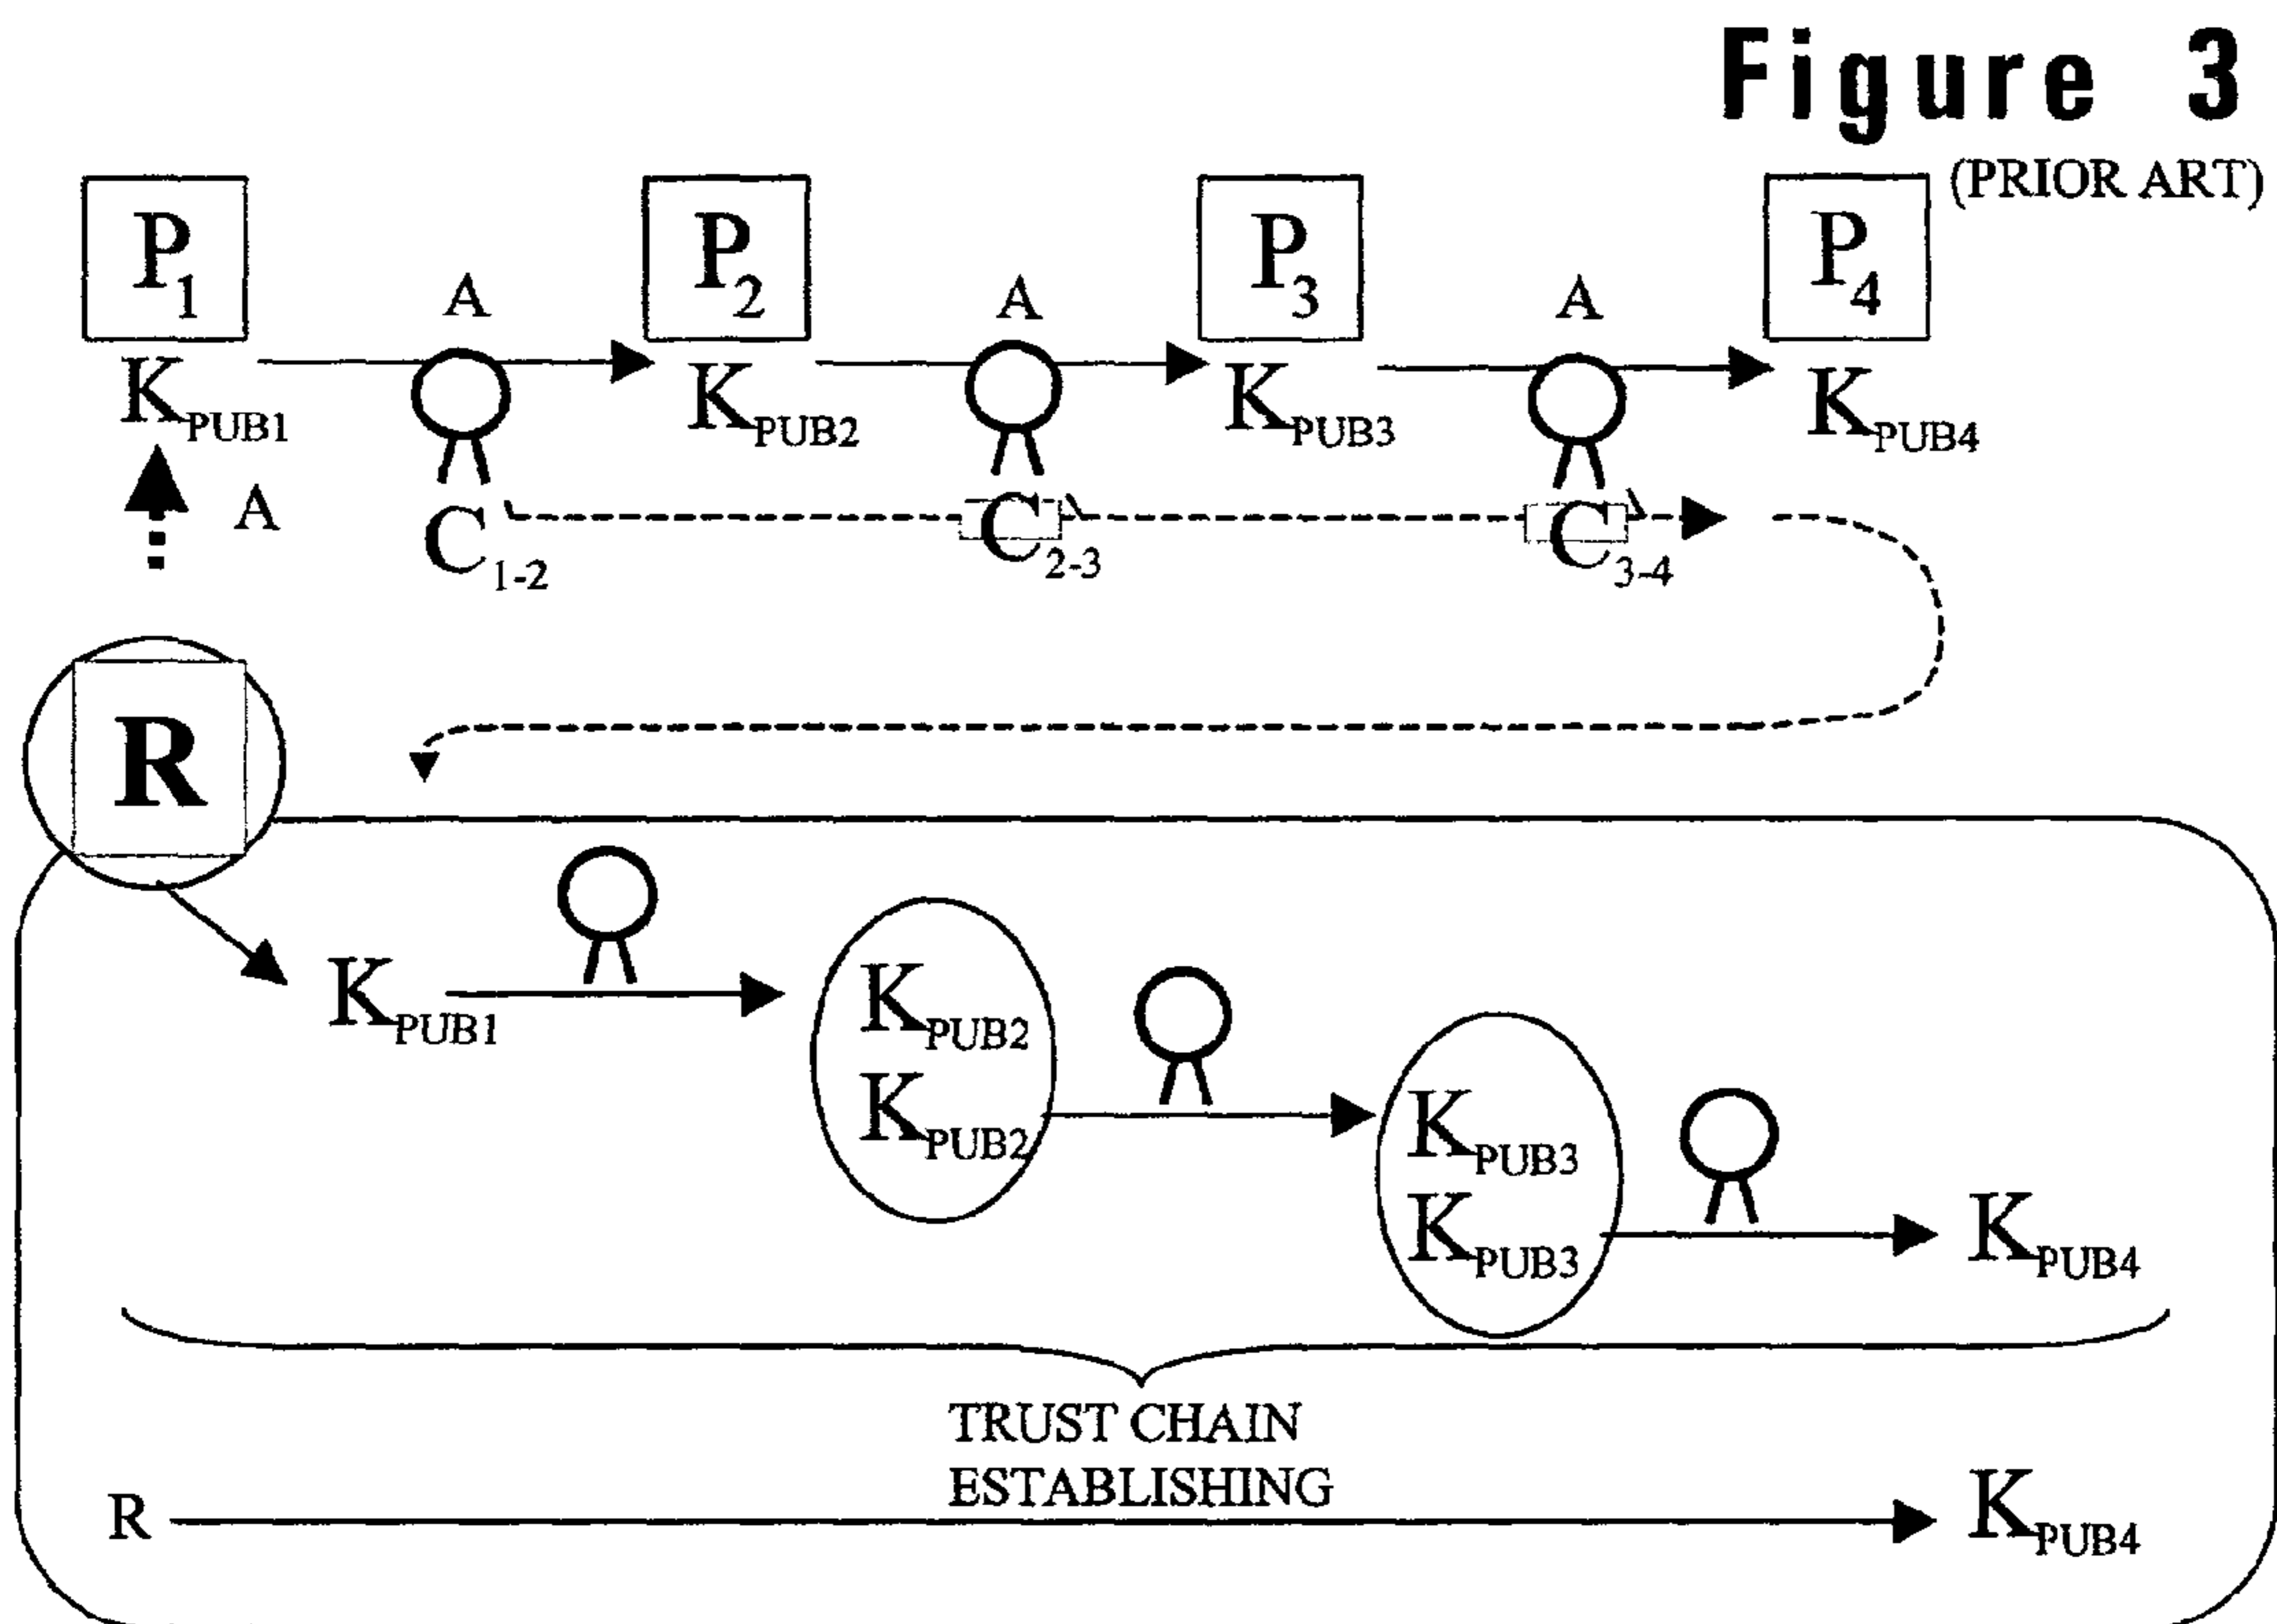 Figure 3
(PRIOR ART)
P1 P2 P3 P4
A A A
KPUB1 KPUB2 KPUB3 KPUB4
A
C1-2 C2-3 C3-4
R
KPUB1 KPUB2
KPUB2
KPUB3
KPUB3 KPUB4
TRUST CHAIN
ESTABLISHING
R KPUB4